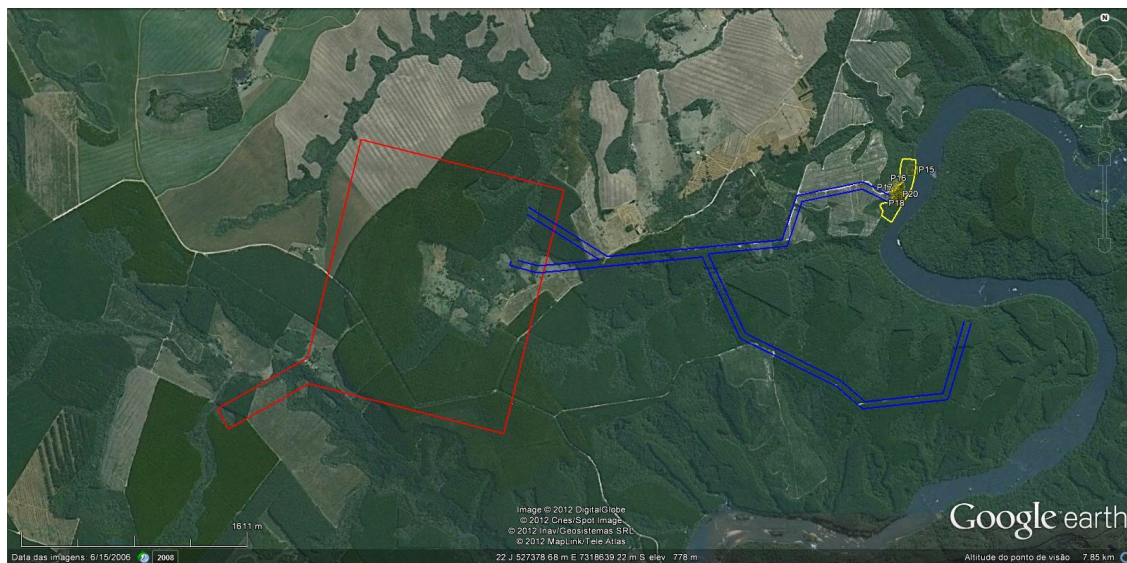 N
P15
P16
P17
P20
P18
1611 m
Image © 2012 DigitalGlobe
© 2012 Cnes/Spot Image
© 2012 Inav/Geosistemas SRL
© 2012 MapLink/Tele Atlas
Google earth
Data das imagens: 6/15/2006 2008
22 J 527378 68 m E 7318639 22 m S elev 778 m
Altitude do ponto de visão 7.85 km